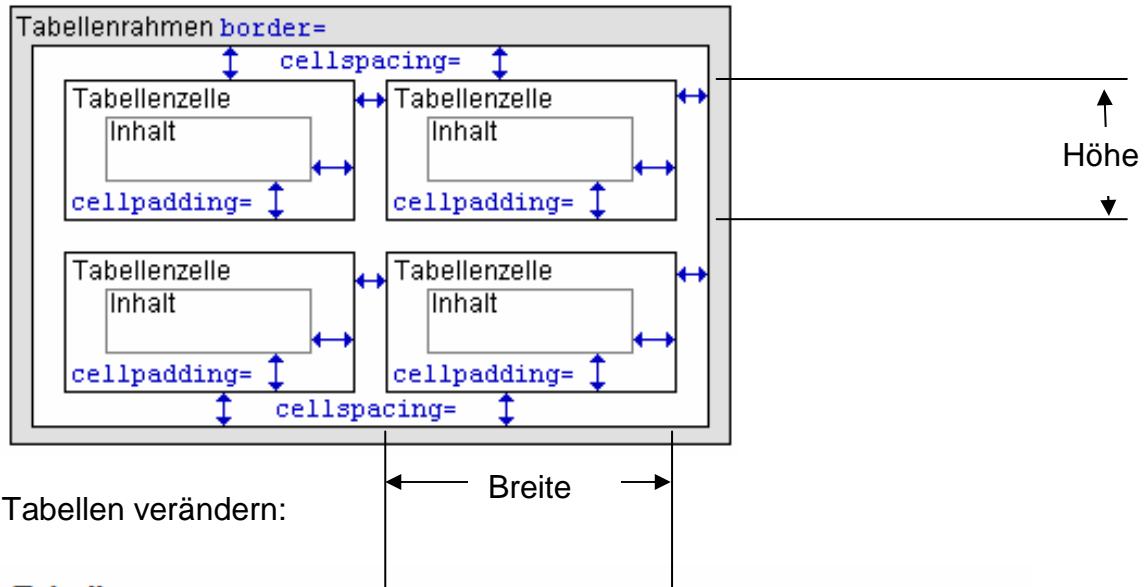 Tabellenrahmen border=
cellspacing=
Tabellenzelle Tabellenzelle
Inhalt Inhalt
Höhe
cellpadding= cellpadding=
Tabellenzelle Tabellenzelle
Inhalt Inhalt
cellpadding= cellpadding=
cellspacing=
Breite
Tabellen verändern: